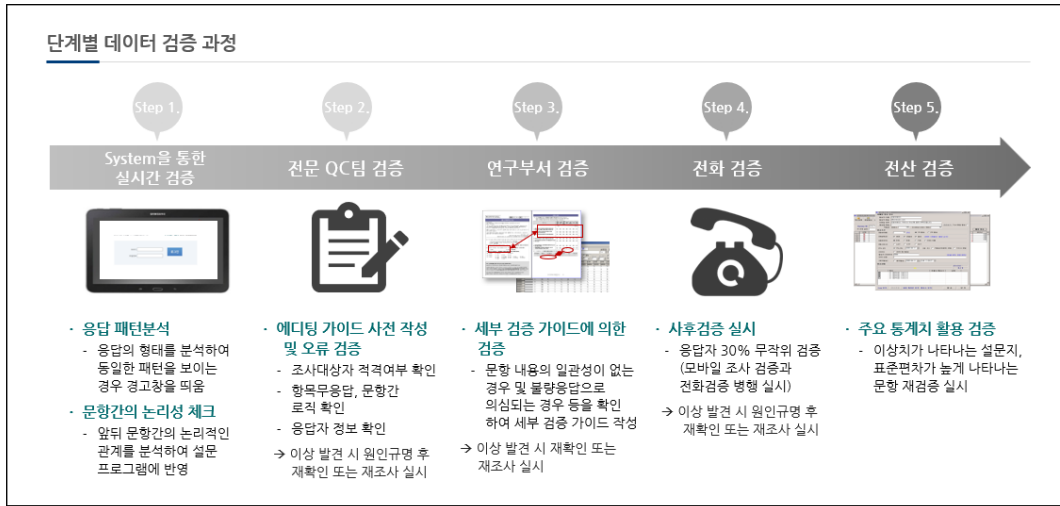 단계별 데이터 검증 과정
Step 1.
Step 2.
Step 3.
Step 4.
Step 5.
System을 통한
실시간 검증
전문 QC팀 검증
연구부서 검증
전화 검증
전산 검증
SAMSUNG
· 응답 패턴분석
- 응답의 형태를 분석하여
동일한 패턴을 보이는
경우 경고창을 띄움
· 문항간의 논리성 체크
- 앞뒤 문항간의 논리적인
관계를 분석하여 설문
프로그램에 반영
· 에디팅 가이드 사전 작성
및 오류 검증
- 조사대상자 적격여부 확인
- 항목무응답, 문항간
로직 확인
- 응답자 정보 확인
→ 이상 발견 시 원인규명 후
재확인 또는 재조사 실시
· 세부 검증 가이드에 의한
검증
- 문항 내용의 일관성이 없는
경우 및 불량응답으로
의심되는 경우 등을 확인
하여 세부 검증 가이드 작성
→ 이상 발견 시 재확인 또는
재조사 실시
· 사후검증 실시
- 응답자 30% 무작위 검증
(모바일 조사 검증과
전화검증 병행 실시)
→ 이상 발견 시 원인규명 후
재확인 또는 재조사 실시
· 주요 통계치 활용 검증
- 이상치가 나타나는 설문지,
표준편차가 높게 나타나는
문항 재검증 실시